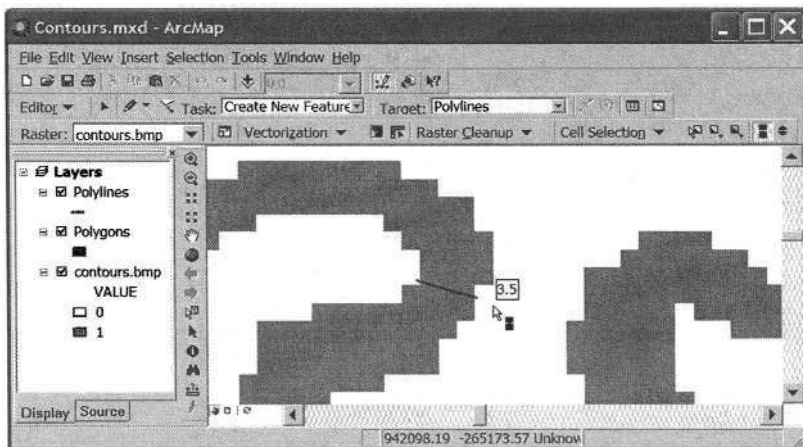 Contours.mxd - ArcMap
File Edit View Insert Selection Tools Window Help
Editor Task: Create New Feature Target: Polylines
Raster: contours.bmp Vectorization Raster Cleanup Cell Selection
Layers
Polylines
Polygons
contours.bmp
VALUE
0
1
3.5
Display Source
942098.19 -265173.57 Unknow